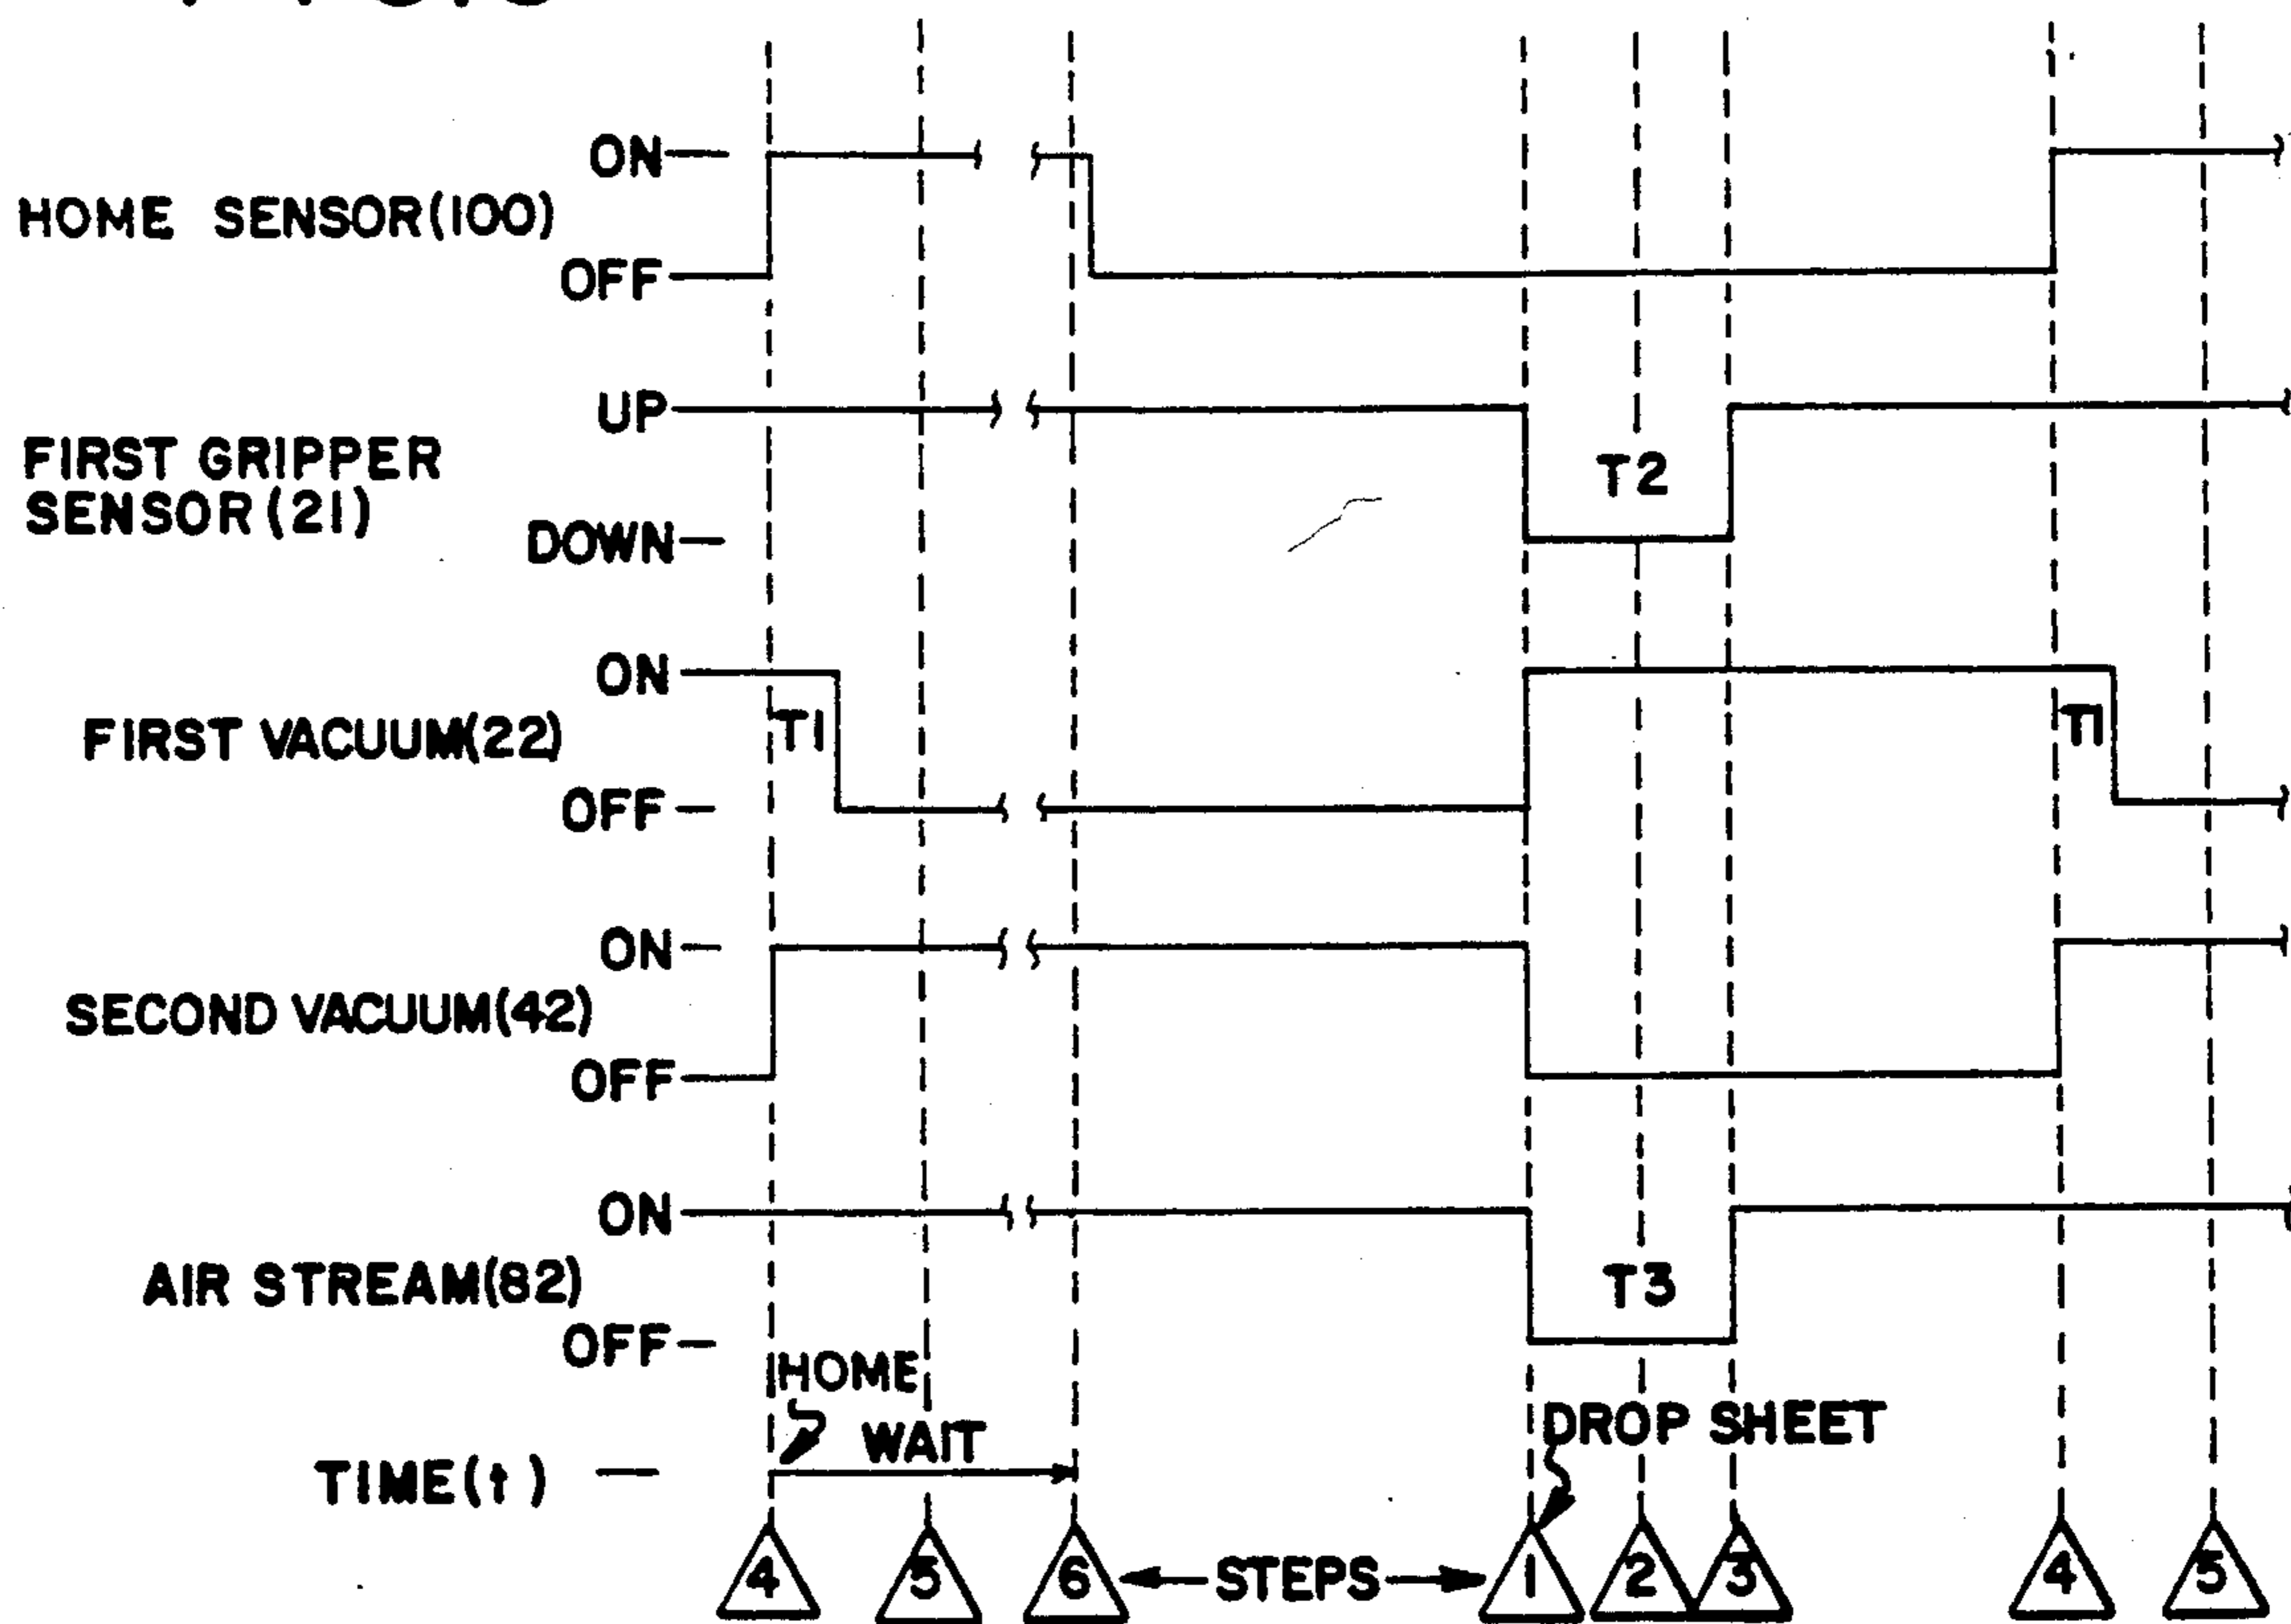 ON
HOME SENSOR(100)
OFF
UP
FIRST GRIPPER
SENSOR(21)
T2
DOWN
ON
T1
T1
FIRST VACUUM(22)
OFF
ON
SECOND VACUUM(42)
OFF
ON
AIR STREAM(82)
T3
OFF
HOME
DROP SHEET
WAIT
TIME(t)
4 5 6 STEPS 1 2 3 4 5